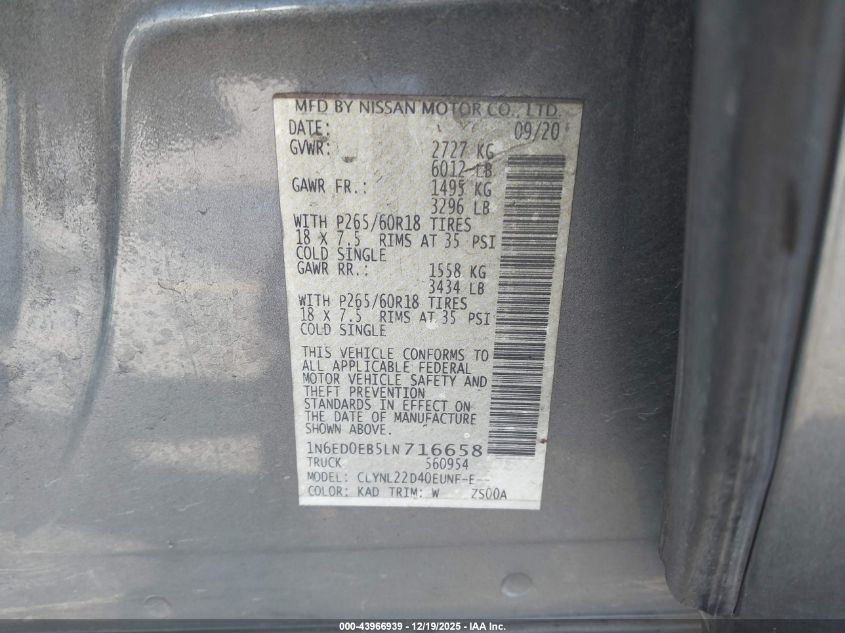 MFD BY NISSAN MOTOR CO., LTD.
DATE: 09/20
GVWR: 2727 KG
6012 LB
GAWR FR.: 1495 KG
3296 LB
WITH P265/60R18 TIRES
18 X 7.5 RIMS AT 35 PSI
COLD SINGLE
GAWR RR.: 1558 KG
3434 LB
WITH P265/60R18 TIRES
18 X 7.5 RIMS AT 35 PSI
COLD SINGLE
THIS VEHICLE CONFORMS TO
ALL APPLICABLE FEDERAL
MOTOR VEHICLE SAFETY AND
THEFT PREVENTION
STANDARDS IN EFFECT ON
THE DATE OF MANUFACTURE
SHOWN ABOVE.
1N6ED0EB5LN716658
TRUCK 560954
MODEL: CLYNL22D40EUNF-E--
COLOR: KAD TRIM: W ZS00A
000-43966939 - 12/19/2025 - IAA Inc.